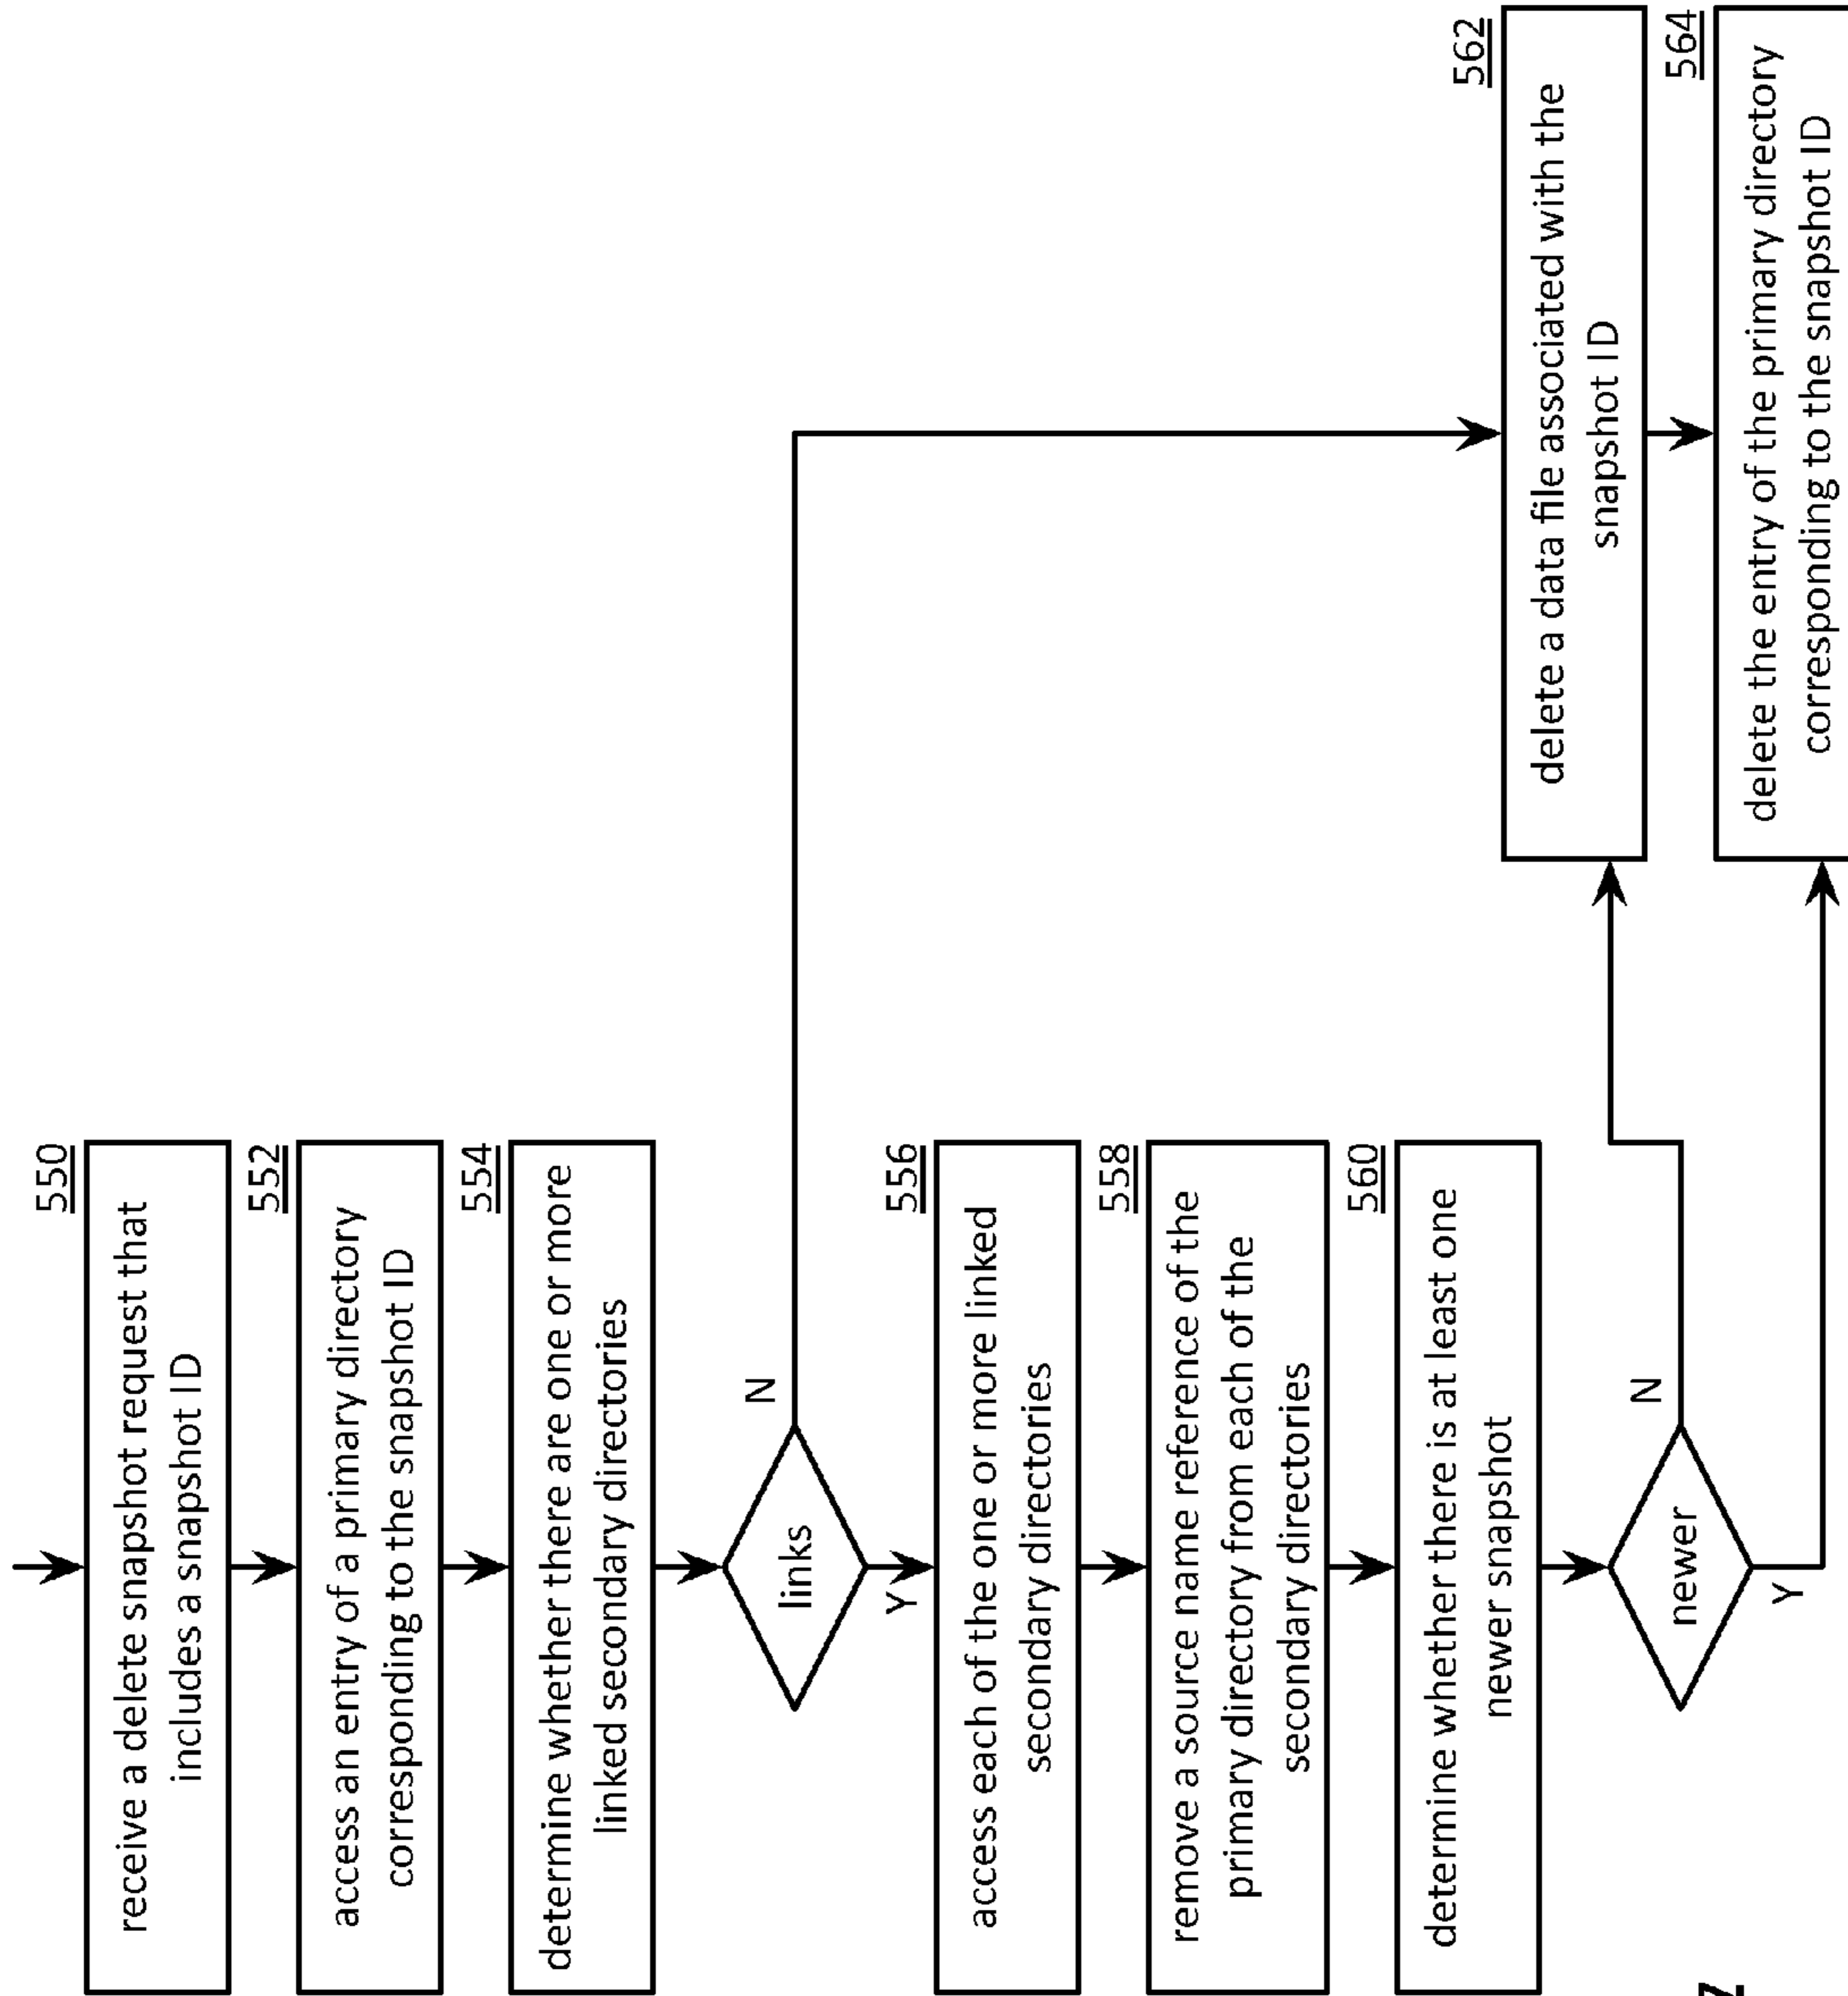 550
receive a delete snapshot request that
includes a snapshot ID
552
access an entry of a primary directory
corresponding to the snapshot ID
554
determine whether there are one or more
linked secondary directories
links
N
Y
556
access each of the one or more linked
secondary directories
558
remove a source name reference of the
primary directory from each of the
secondary directories
560
determine whether there is at least one
newer snapshot
newer
N
Y
562
delete a data file associated with the
snapshot ID
564
delete the entry of the primary directory
corresponding to the snapshot ID